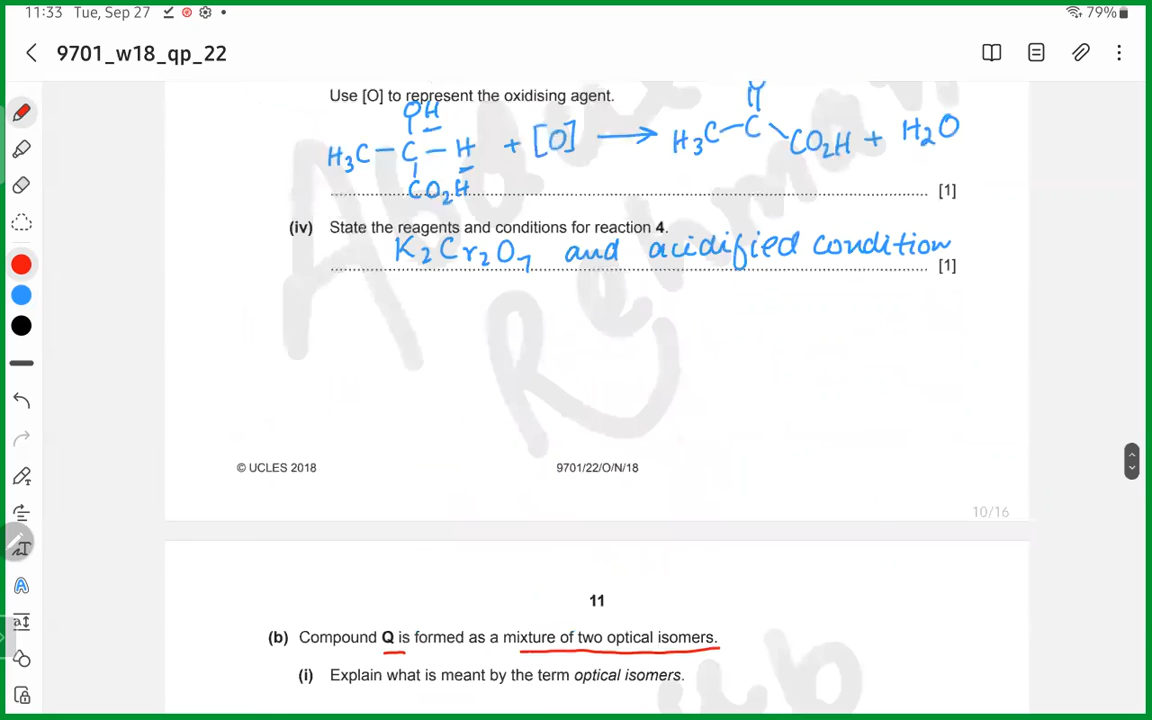 11:33 Tue, Sep 27 79%
9701_w18_qp_22
Use [O] to represent the oxidising agent.
OH
H₃C – C – H + [O] → H₃C – C CO₂H + H₂O
CO₂H
[1]
(iv) State the reagents and conditions for reaction 4.
K₂Cr₂O₇ and acidified condition
[1]
© UCLES 2018 9701/22/O/N/18
10/16
11
(b) Compound Q is formed as a mixture of two optical isomers.
(i) Explain what is meant by the term optical isomers.